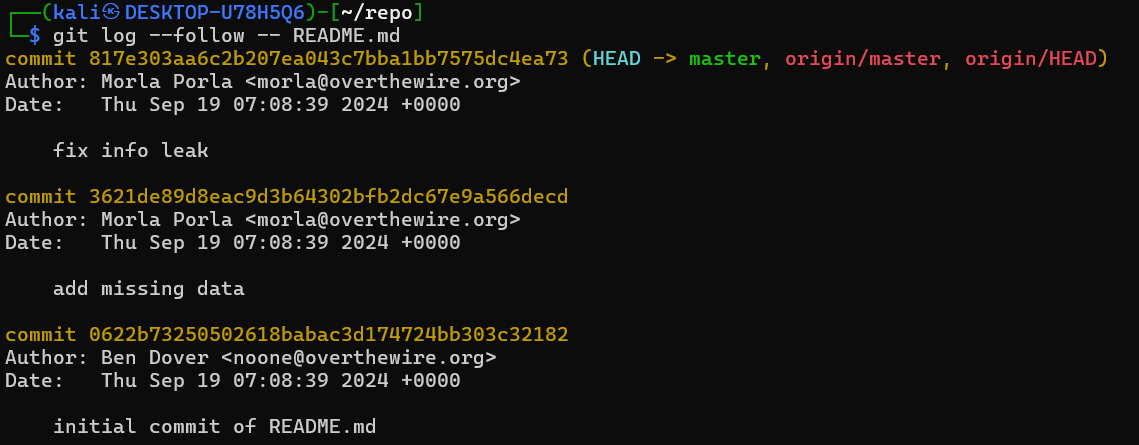 ┌──(kali㉿DESKTOP-U78H5Q6)-[~/repo]
└─$ git log --follow -- README.md
commit 817e303aa6c2b207ea043c7bba1bb7575dc4ea73 (HEAD -> master, origin/master, origin/HEAD)
Author: Morla Porla <morla@overthewire.org>
Date:   Thu Sep 19 07:08:39 2024 +0000

    fix info leak

commit 3621de89d8eac9d3b64302bfb2dc67e9a566decd
Author: Morla Porla <morla@overthewire.org>
Date:   Thu Sep 19 07:08:39 2024 +0000

    add missing data

commit 0622b73250502618babac3d174724bb303c32182
Author: Ben Dover <noone@overthewire.org>
Date:   Thu Sep 19 07:08:39 2024 +0000

    initial commit of README.md